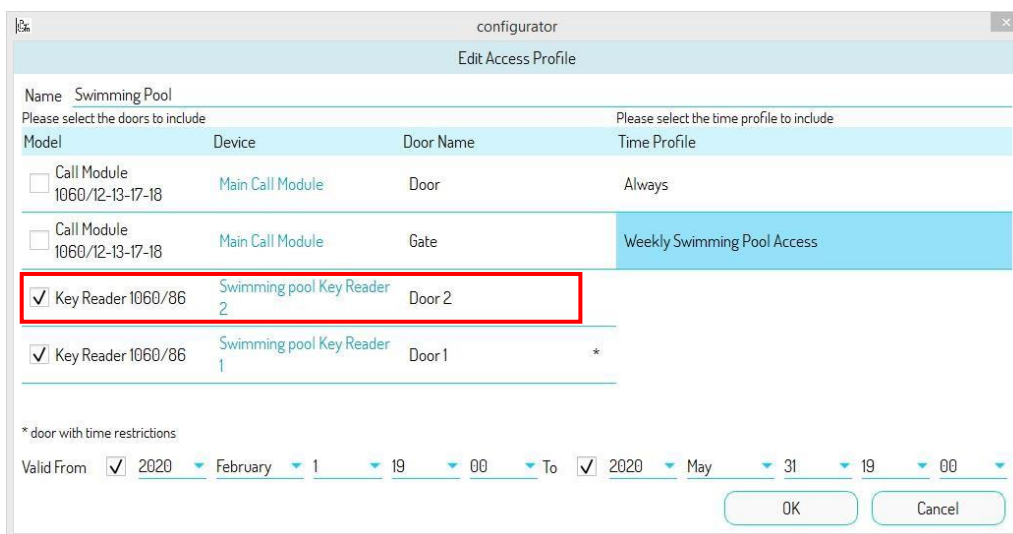 configurator
Edit Access Profile
Name Swimming Pool
Please select the doors to include Please select the time profile to include
Model Device Door Name Time Profile
Call Module
1060/12-13-17-18 Main Call Module Door Always
Call Module
1060/12-13-17-18 Main Call Module Gate Weekly Swimming Pool Access
Key Reader 1060/86 Swimming pool Key Reader
2 Door 2
Key Reader 1060/86 Swimming pool Key Reader
1 Door 1 *
* door with time restrictions
Valid From 2020 February 1 19 00 To 2020 May 31 19 00
OK Cancel